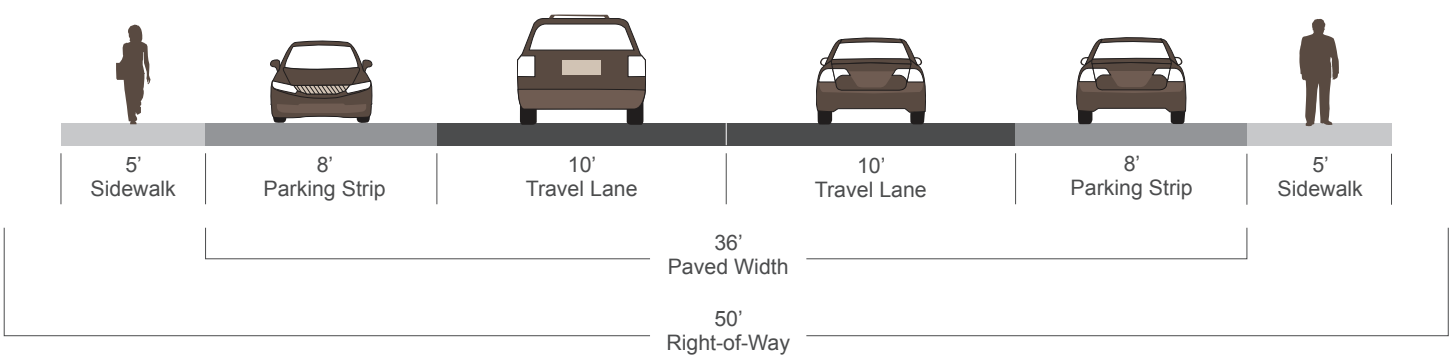 5’
Sidewalk
8’
Parking Strip
10’
Travel Lane
10’
Travel Lane
8’
Parking Strip
5’
Sidewalk
36’
Paved Width
50’
Right-of-Way